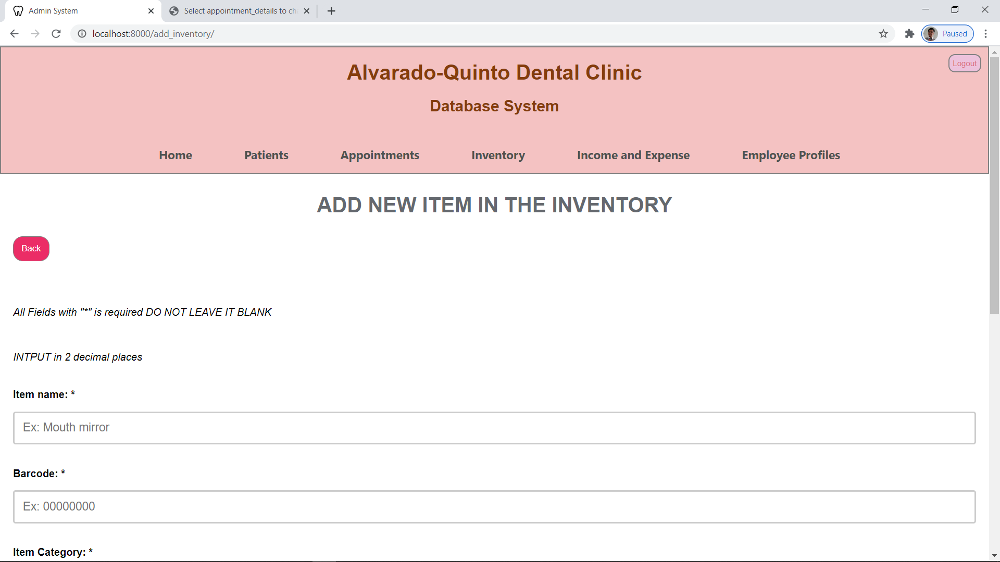 Admin System
Select appointment_details to ch
localhost:8000/add_inventory/
Paused
Logout
Alvarado-Quinto Dental Clinic
Database System
Home Patients Appointments Inventory Income and Expense Employee Profiles
ADD NEW ITEM IN THE INVENTORY
Back
All Fields with "*" is required DO NOT LEAVE IT BLANK
INTPUT in 2 decimal places
Item name: *
Ex: Mouth mirror
Barcode: *
Ex: 00000000
Item Category: *